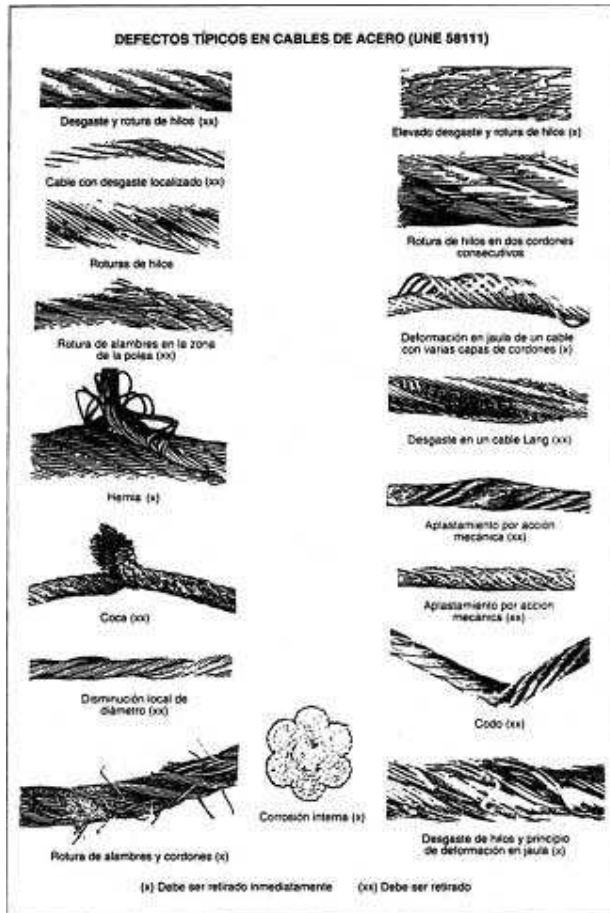 DEFECTOS TÍPICOS EN CABLES DE ACERO (UNE 58111)
Desgaste y rotura de hilos (xx)
Cable con desgaste localizado (xx)
Roturas de hilos
Rotura de alambres en la zona
de la polea (xx)
Hernia (x)
Coca (xx)
Disminución local de
diámetro (xx)
Rotura de alambres y cordones (x)
Corrosión interna (x)
Elevado desgaste y rotura de hilos (x)
Rotura de hilos en dos cordones
consecutivos
Deformación en jaula de un cable
con varias capas de cordones (x)
Desgaste en un cable Lang (xx)
Aplastamiento por acción
mecánica (xx)
Aplastamiento por accion
mecánica (xx)
Codo (xx)
Desgaste de hilos y principio
de deformación en jaula (x)
(x) Debe ser retirado inmediatamente (xx) Debe ser retirado